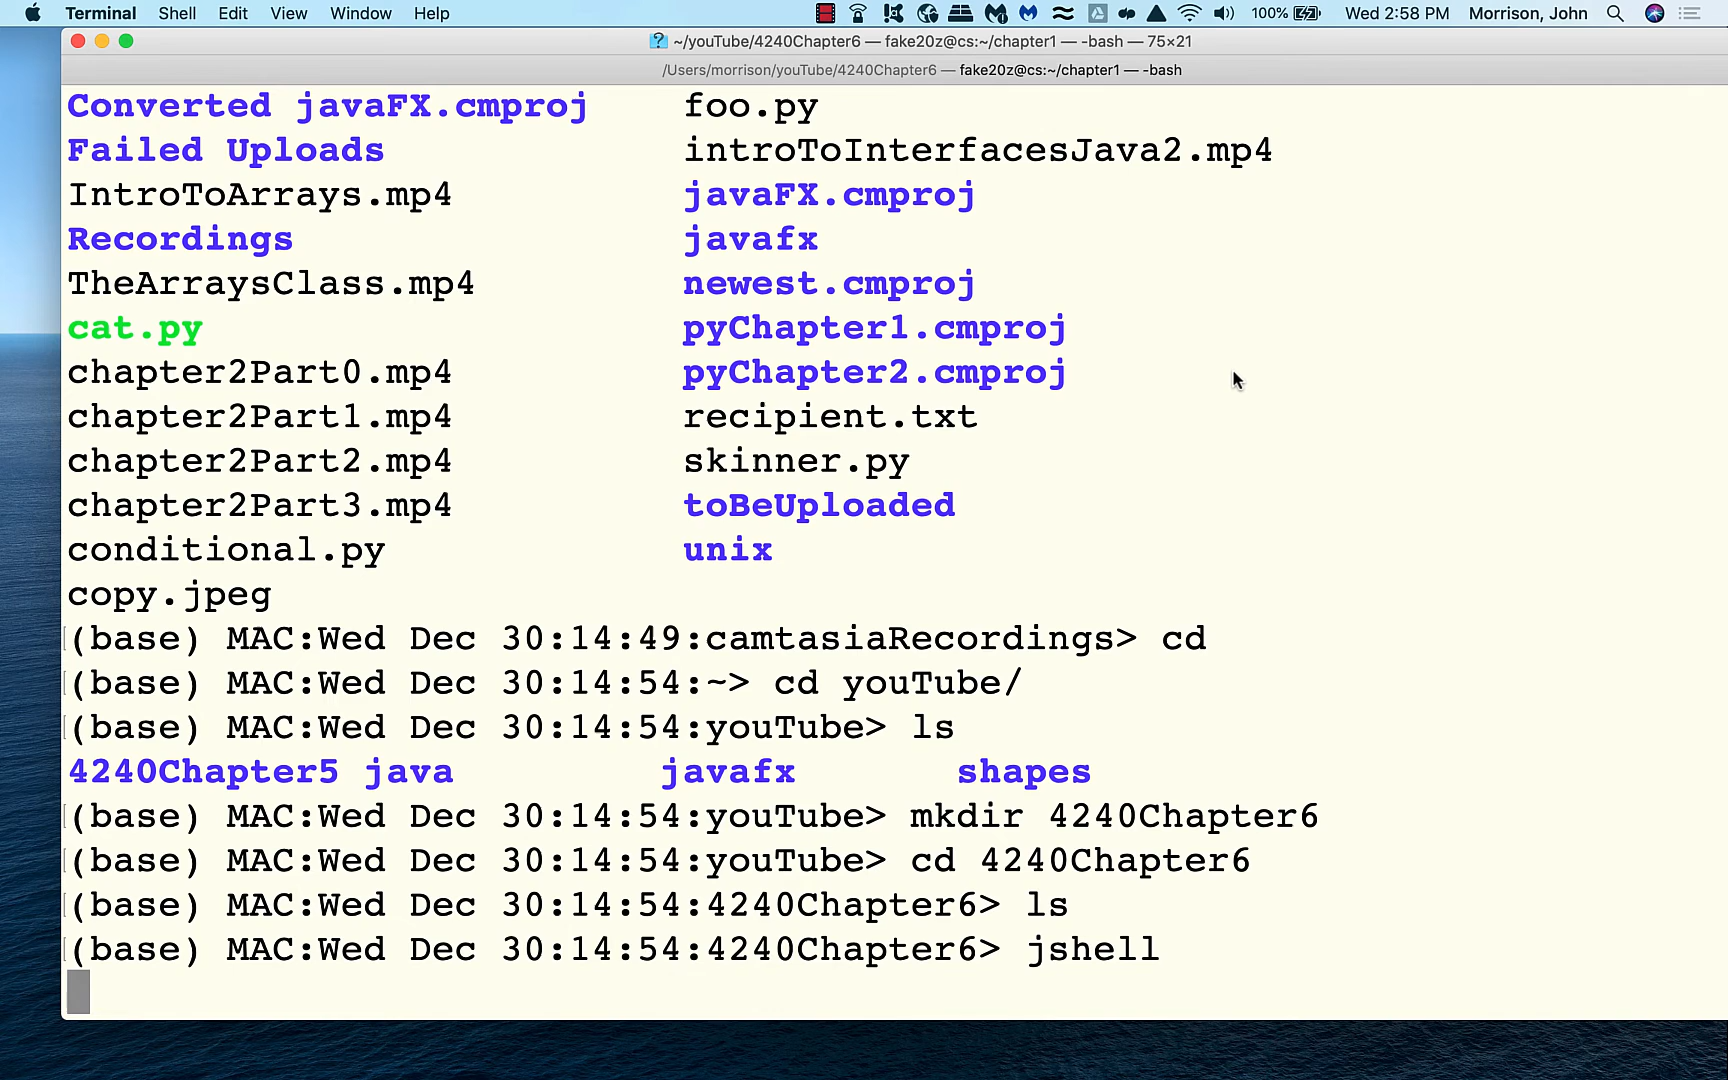 Terminal Shell Edit View Window Help 100% Wed 2:58 PM Morrison, John
~/youTube/4240Chapter6 — fake20z@cs:~/chapter1 — -bash — 75×21
/Users/morrison/youTube/4240Chapter6 — fake20z@cs:~/chapter1 — -bash
Converted javaFX.cmproj foo.py
Failed Uploads introToInterfacesJava2.mp4
IntroToArrays.mp4 javaFX.cmproj
Recordings javafx
TheArraysClass.mp4 newest.cmproj
cat.py pyChapter1.cmproj
chapter2Part0.mp4 pyChapter2.cmproj
chapter2Part1.mp4 recipient.txt
chapter2Part2.mp4 skinner.py
chapter2Part3.mp4 toBeUploaded
conditional.py unix
copy.jpeg
(base) MAC:Wed Dec 30:14:49:camtasiaRecordings> cd
(base) MAC:Wed Dec 30:14:54:~> cd youTube/
(base) MAC:Wed Dec 30:14:54:youTube> ls
4240Chapter5 java javafx shapes
(base) MAC:Wed Dec 30:14:54:youTube> mkdir 4240Chapter6
(base) MAC:Wed Dec 30:14:54:youTube> cd 4240Chapter6
(base) MAC:Wed Dec 30:14:54:4240Chapter6> ls
(base) MAC:Wed Dec 30:14:54:4240Chapter6> jshell